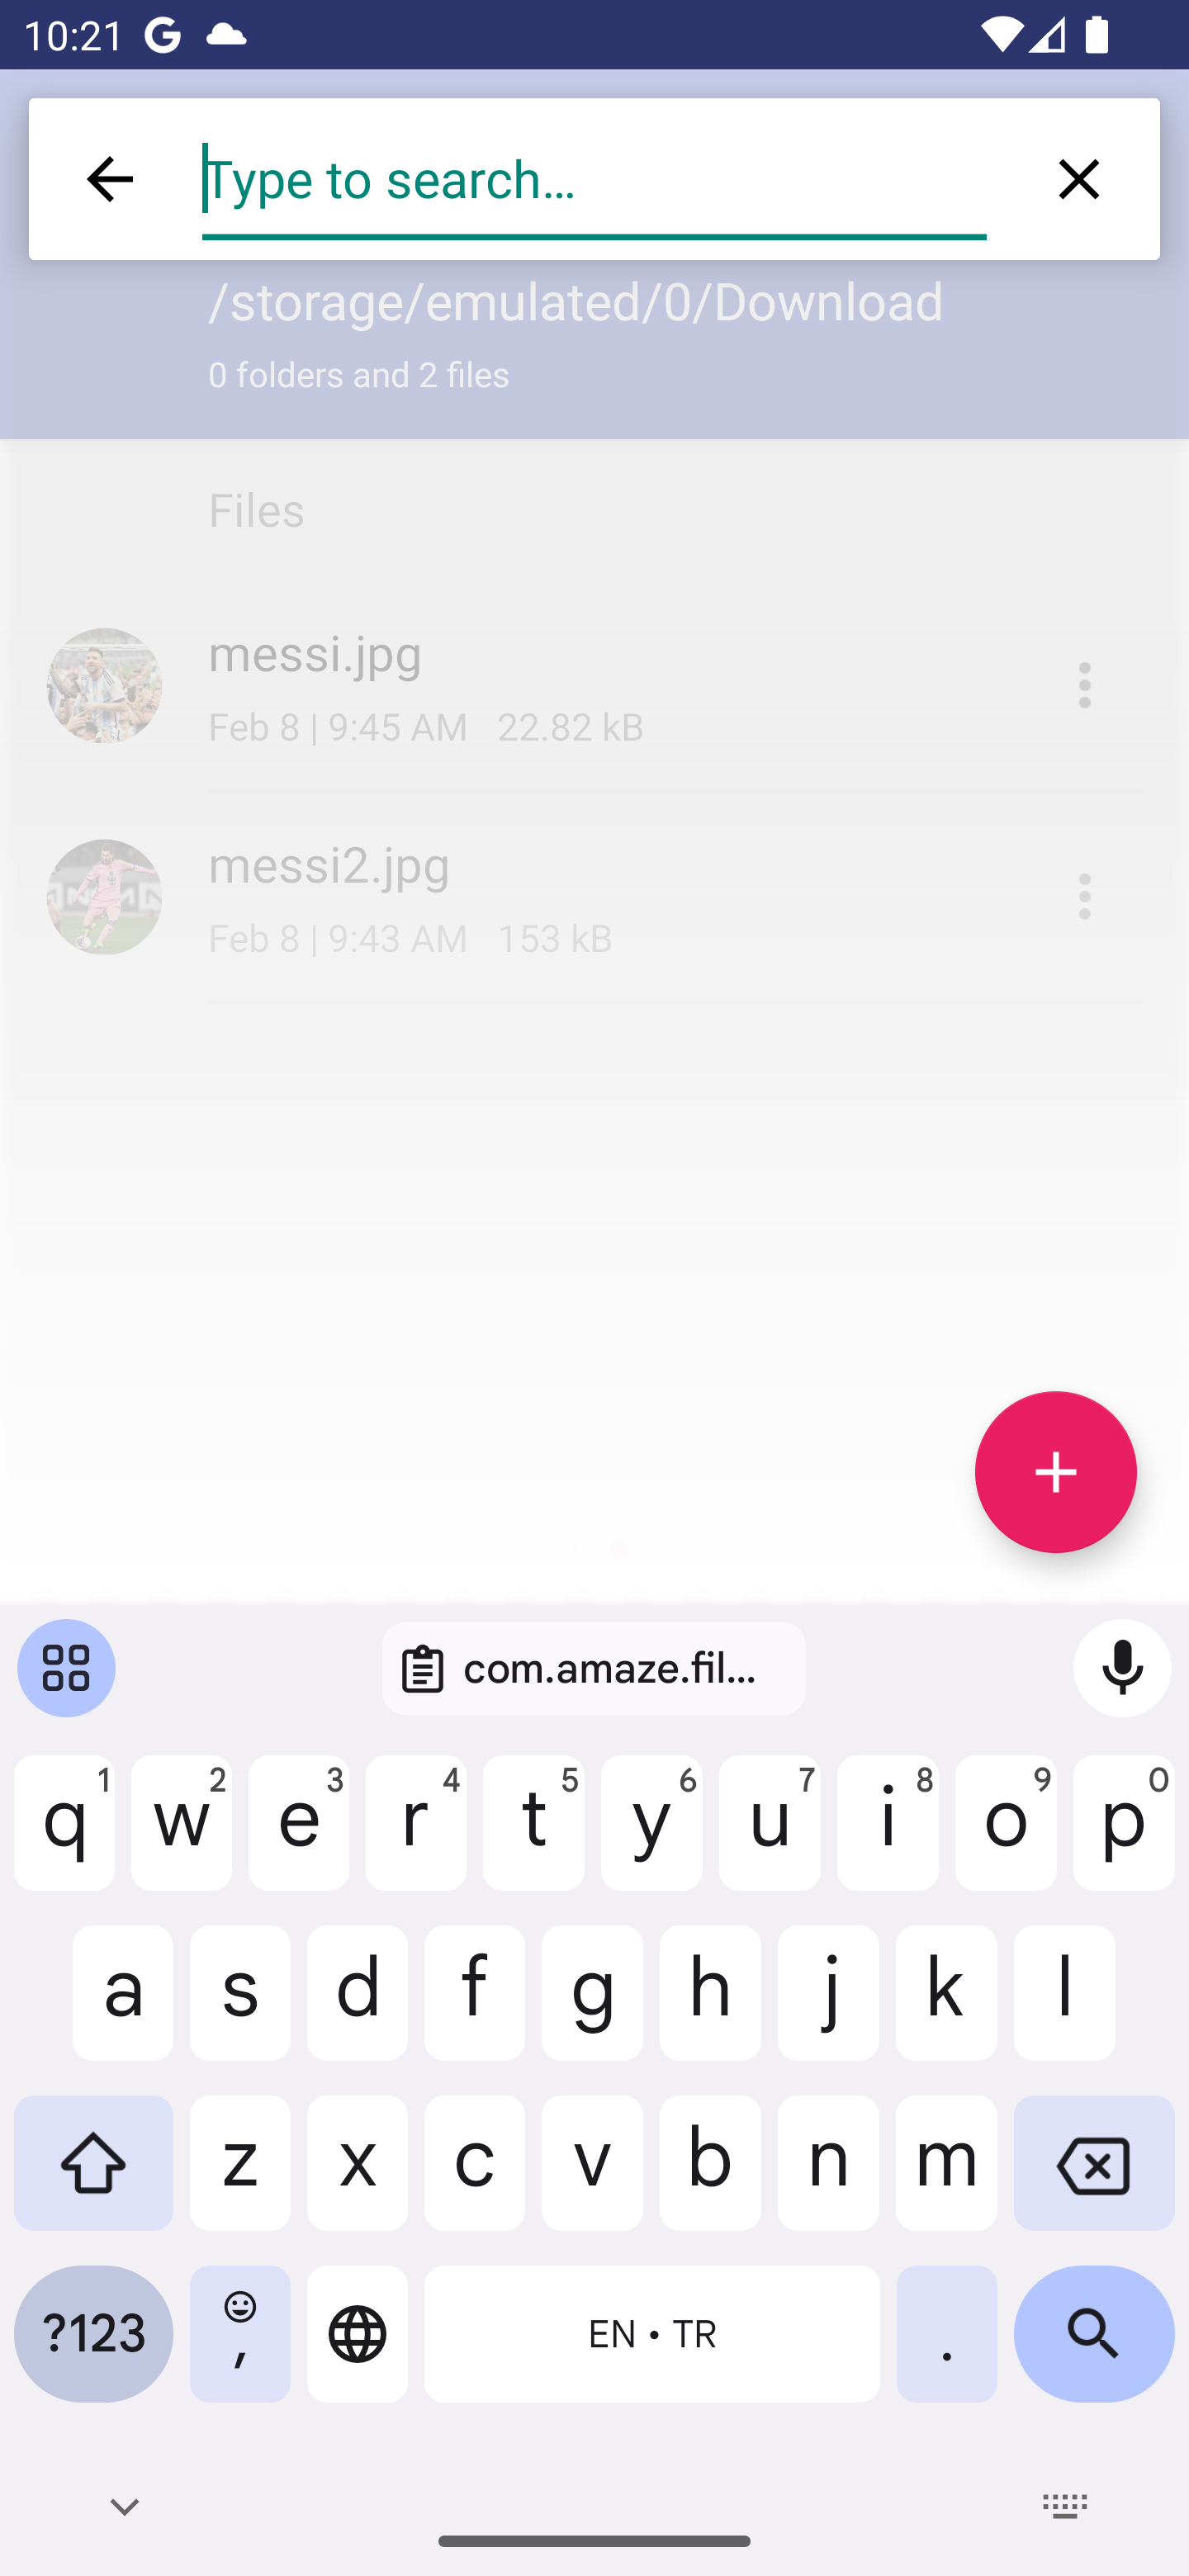 10:21
Type to search…
/storage/emulated/0/Download
0 folders and 2 files
Files
messi.jpg
Feb 8 | 9:45 AM 22.82 kB
messi2.jpg
Feb 8 | 9:43 AM 153 kB
com.amaze.fil…
q1 w2 e3 r4 t5 y6 u7 i8 o9 p0
a s d f g h j k l
z x c v b n m
?123 , EN • TR .